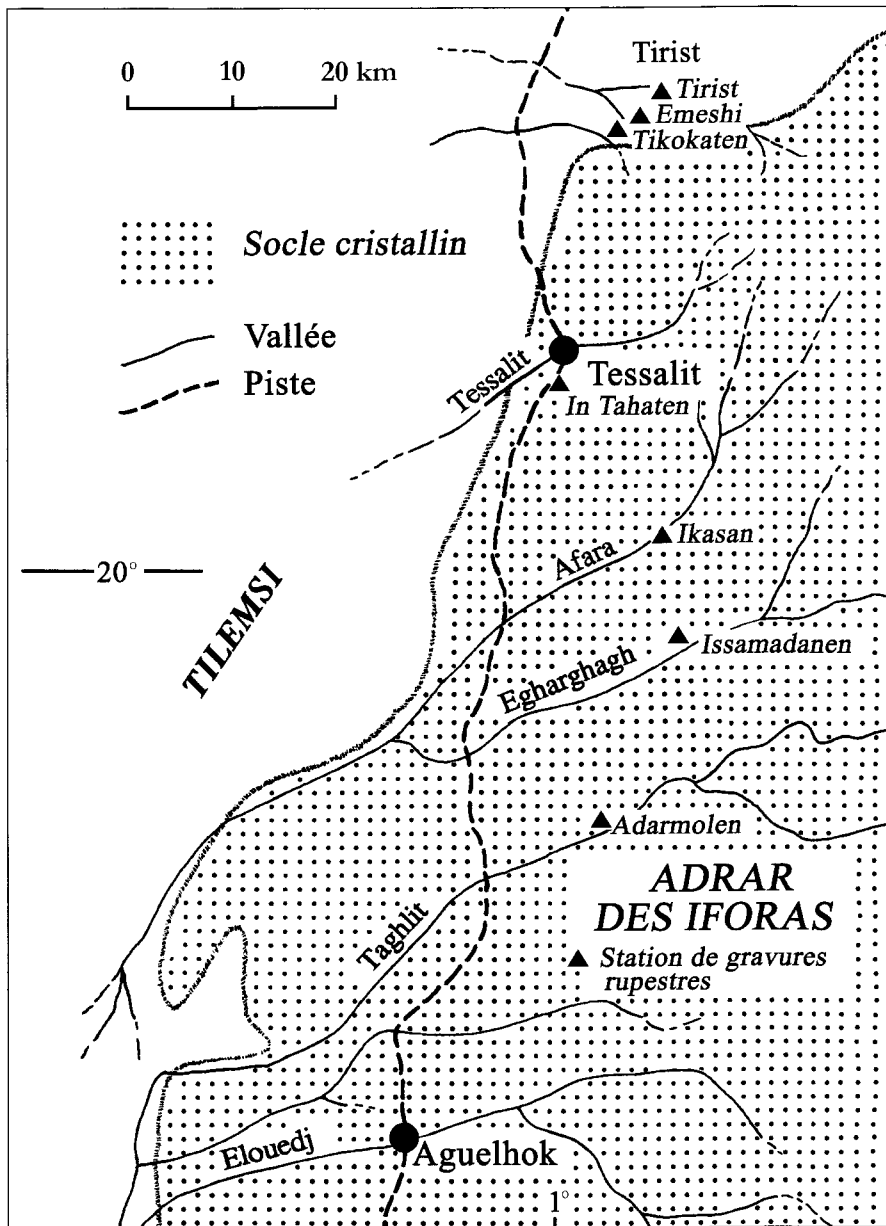 0 10 20 km
Tirist
Tirist
Emeshi
Tikokaten
Socle cristallin
Vallée
Piste
Tessalit
Tessalit
In Tahaten
Ikasan
Afara
20°
TILEMSI
Issamadanen
Egharghagh
Adarmolen
ADRAR
DES IFORAS
Station de gravures
rupestres
Taghlit
Elouedj
Aguelhok
1°